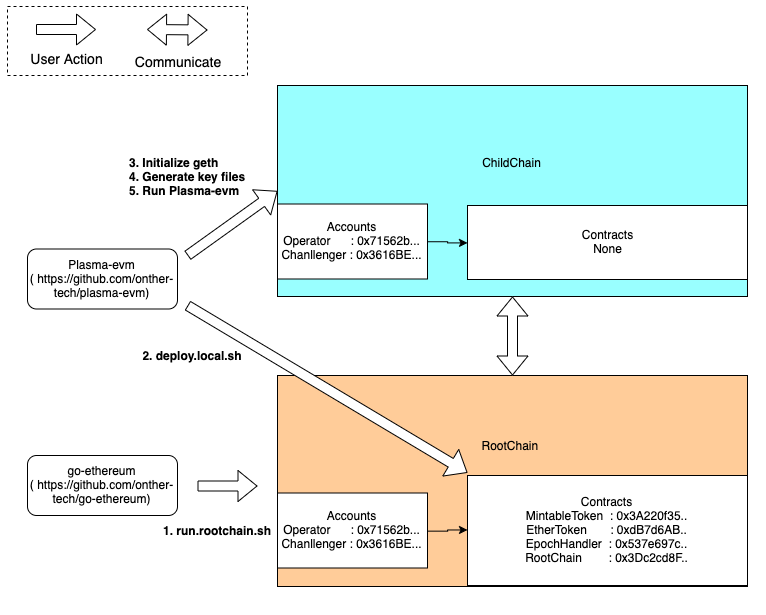 User Action
Communicate
3. Initialize geth
4. Generate key files
5. Run Plasma-evm
ChildChain
Accounts
Operator : 0x71562b...
Chanllenger : 0x3616BE...
Contracts
None
Plasma-evm
( https://github.com/onther-
tech/plasma-evm)
2. deploy.local.sh
RootChain
go-ethereum
( https://github.com/onther-
tech/go-ethereum)
1. run.rootchain.sh
Accounts
Operator : 0x71562b...
Chanllenger : 0x3616BE...
Contracts
MintableToken : 0x3A220f35..
EtherToken : 0xdB7d6AB..
EpochHandler : 0x537e697c..
RootChain : 0x3Dc2cd8F..